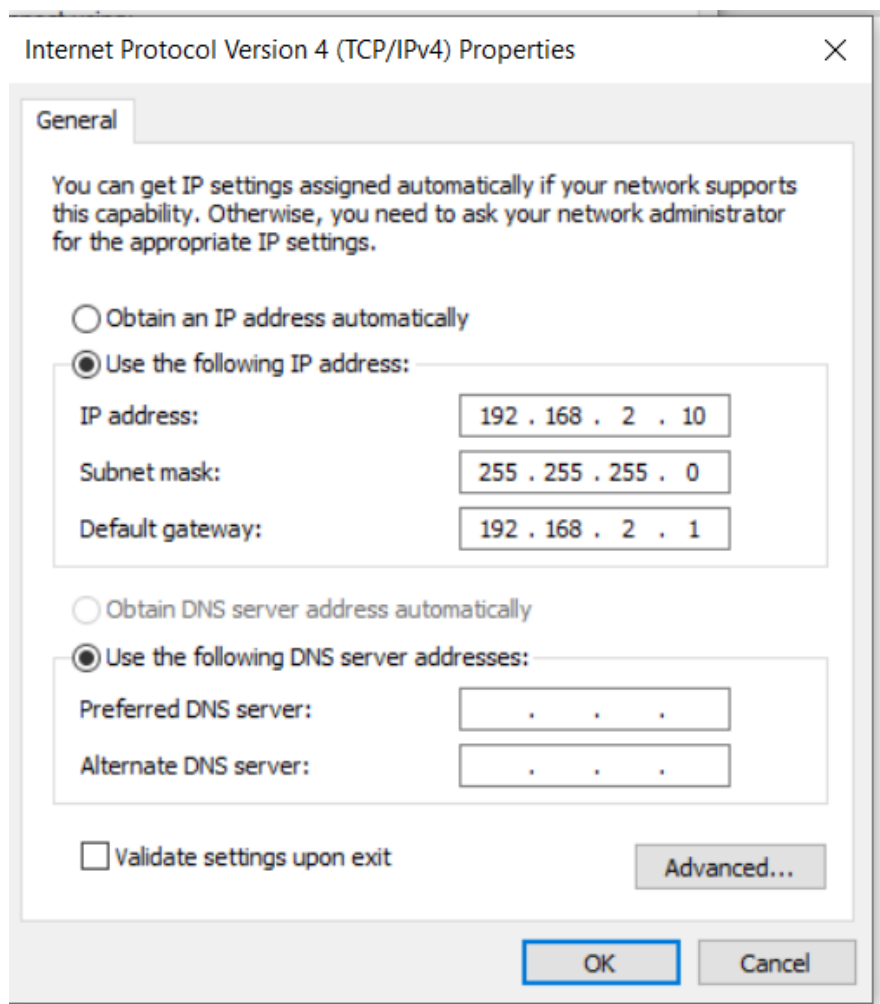 Internet Protocol Version 4 (TCP/IPv4) Properties
General
You can get IP settings assigned automatically if your network supports
this capability. Otherwise, you need to ask your network administrator
for the appropriate IP settings.
Obtain an IP address automatically
Use the following IP address:
IP address: 192 . 168 . 2 . 10
Subnet mask: 255 . 255 . 255 . 0
Default gateway: 192 . 168 . 2 . 1
Obtain DNS server address automatically
Use the following DNS server addresses:
Preferred DNS server: . . .
Alternate DNS server: . . .
Validate settings upon exit
Advanced...
OK Cancel